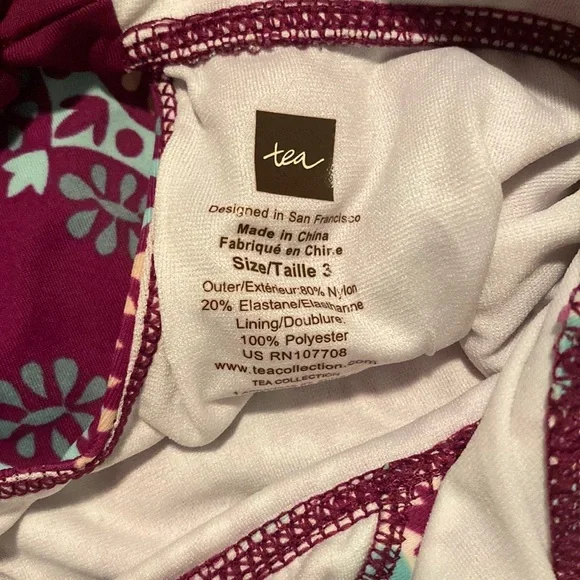 tea
Designed in San Francisco
Made in China
Fabriqué en Chine
Size/Taille 3
Outer/Extérieur:80% Nylon
20% Elastane/Elasthanne
Lining/Doublure:
100% Polyester
US RN107708
www.teacollection.com
TEA COLLECTION